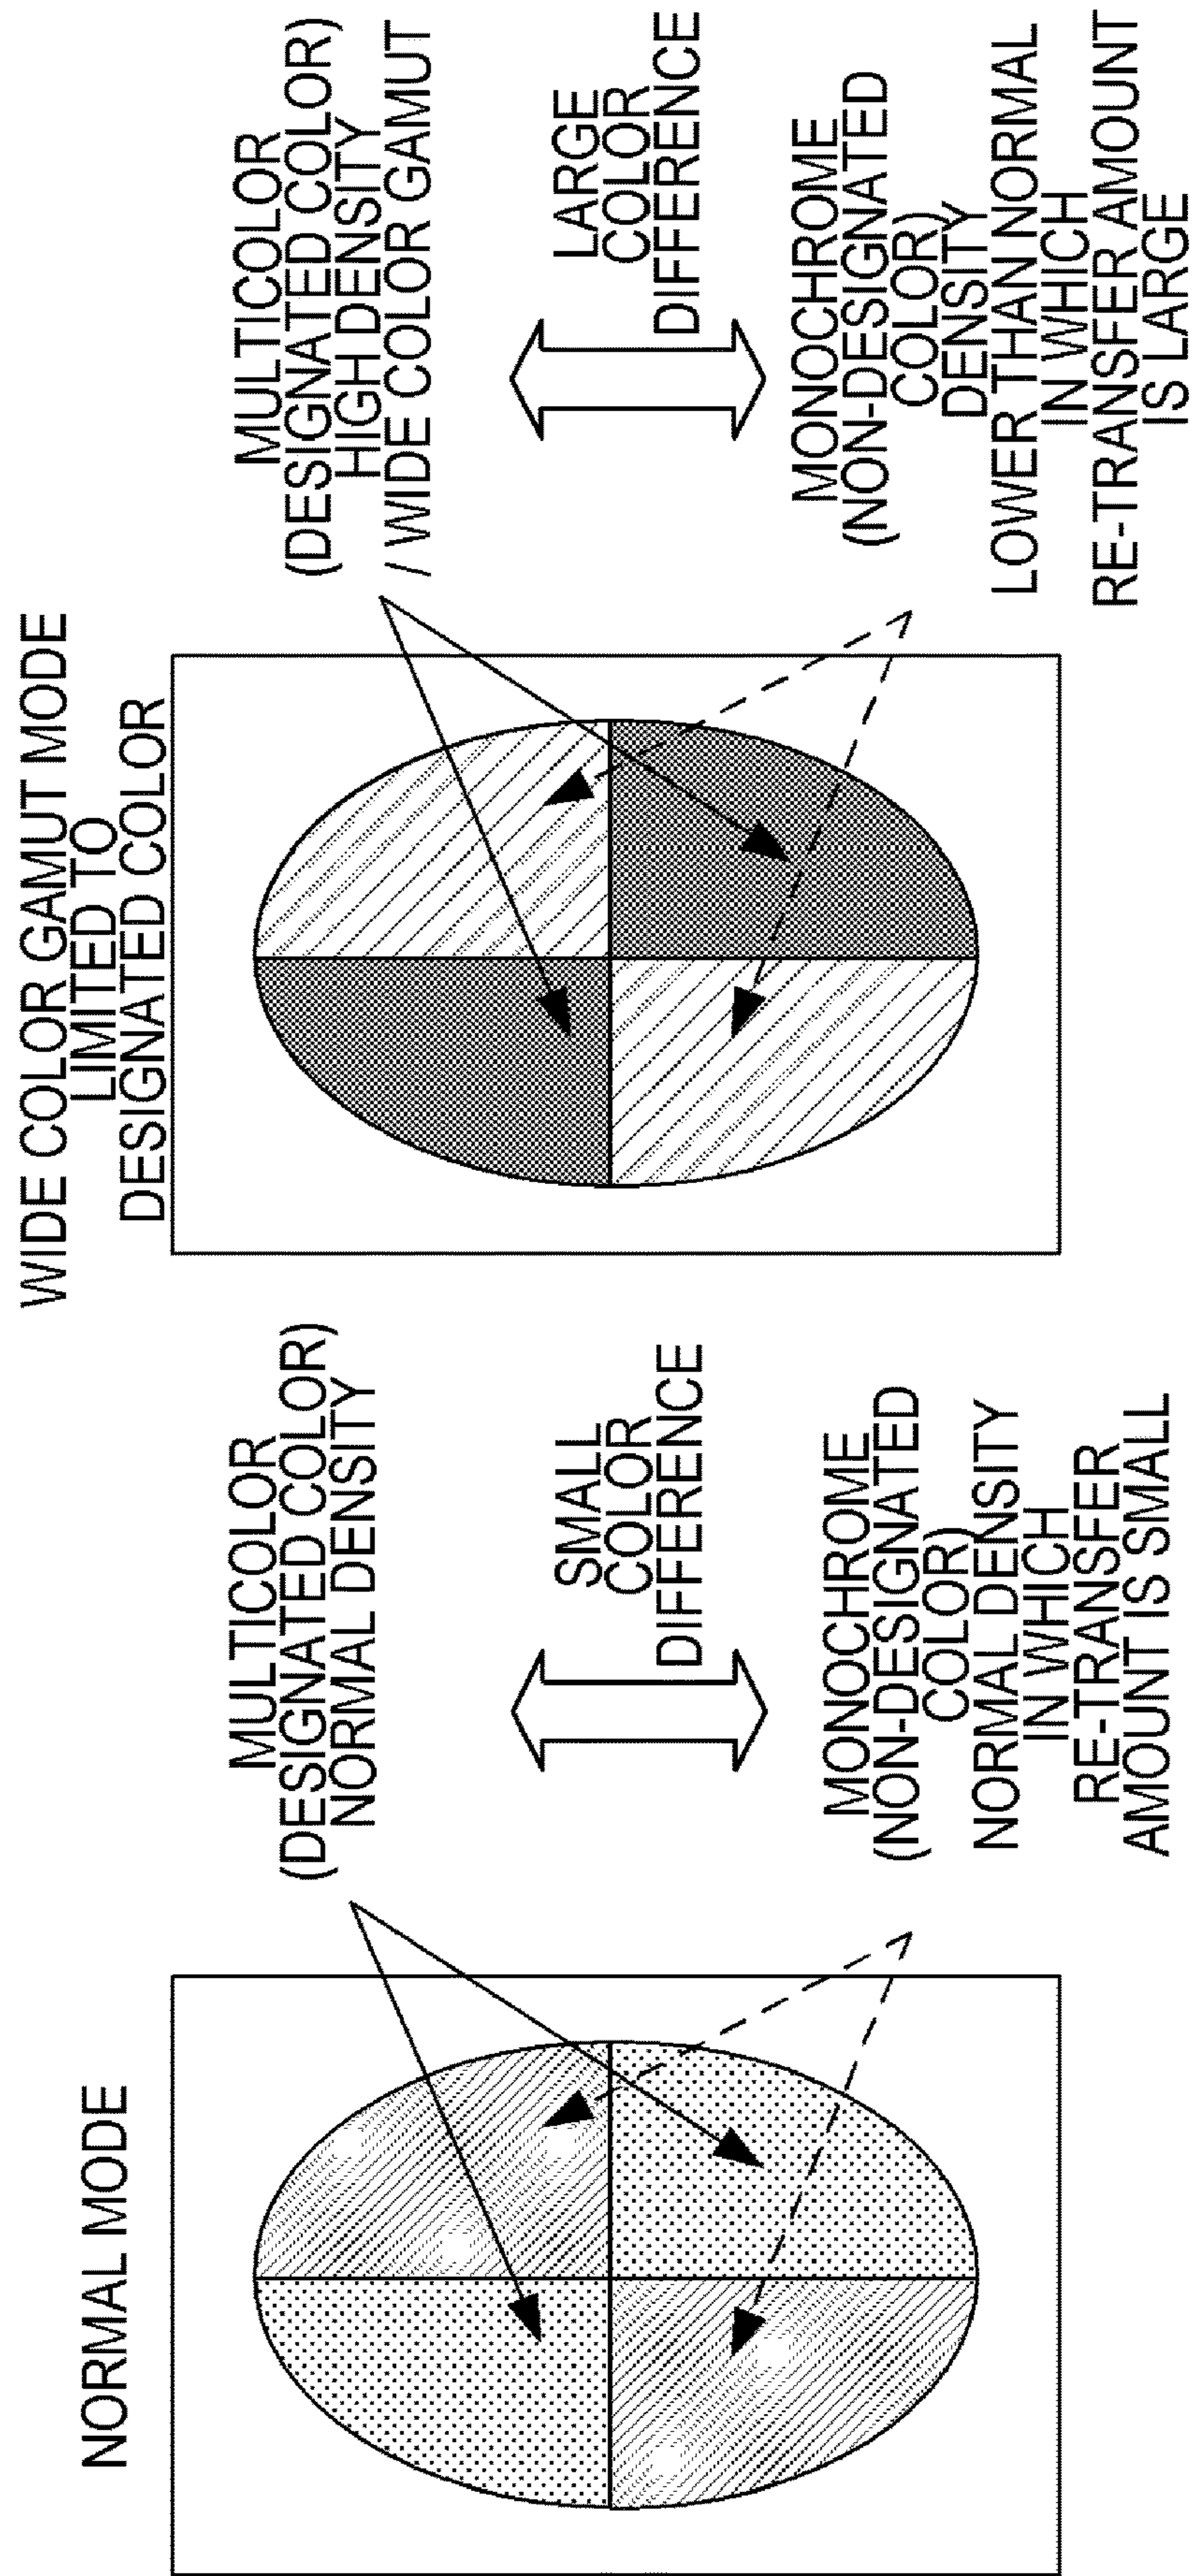 NORMAL MODE
MULTICOLOR
(DESIGNATED COLOR)
NORMAL DENSITY
SMALL
COLOR
DIFFERENCE
MONOCHROME
(NON-DESIGNATED
COLOR)
NORMAL DENSITY
IN WHICH
RE-TRANSFER
AMOUNT IS SMALL
WIDE COLOR GAMUT MODE
LIMITED TO
DESIGNATED COLOR
MULTICOLOR
(DESIGNATED COLOR)
HIGH DENSITY
/ WIDE COLOR GAMUT
LARGE
COLOR
DIFFERENCE
MONOCHROME
(NON-DESIGNATED
COLOR)
DENSITY
LOWER THAN NORMAL
IN WHICH
RE-TRANSFER AMOUNT
IS LARGE